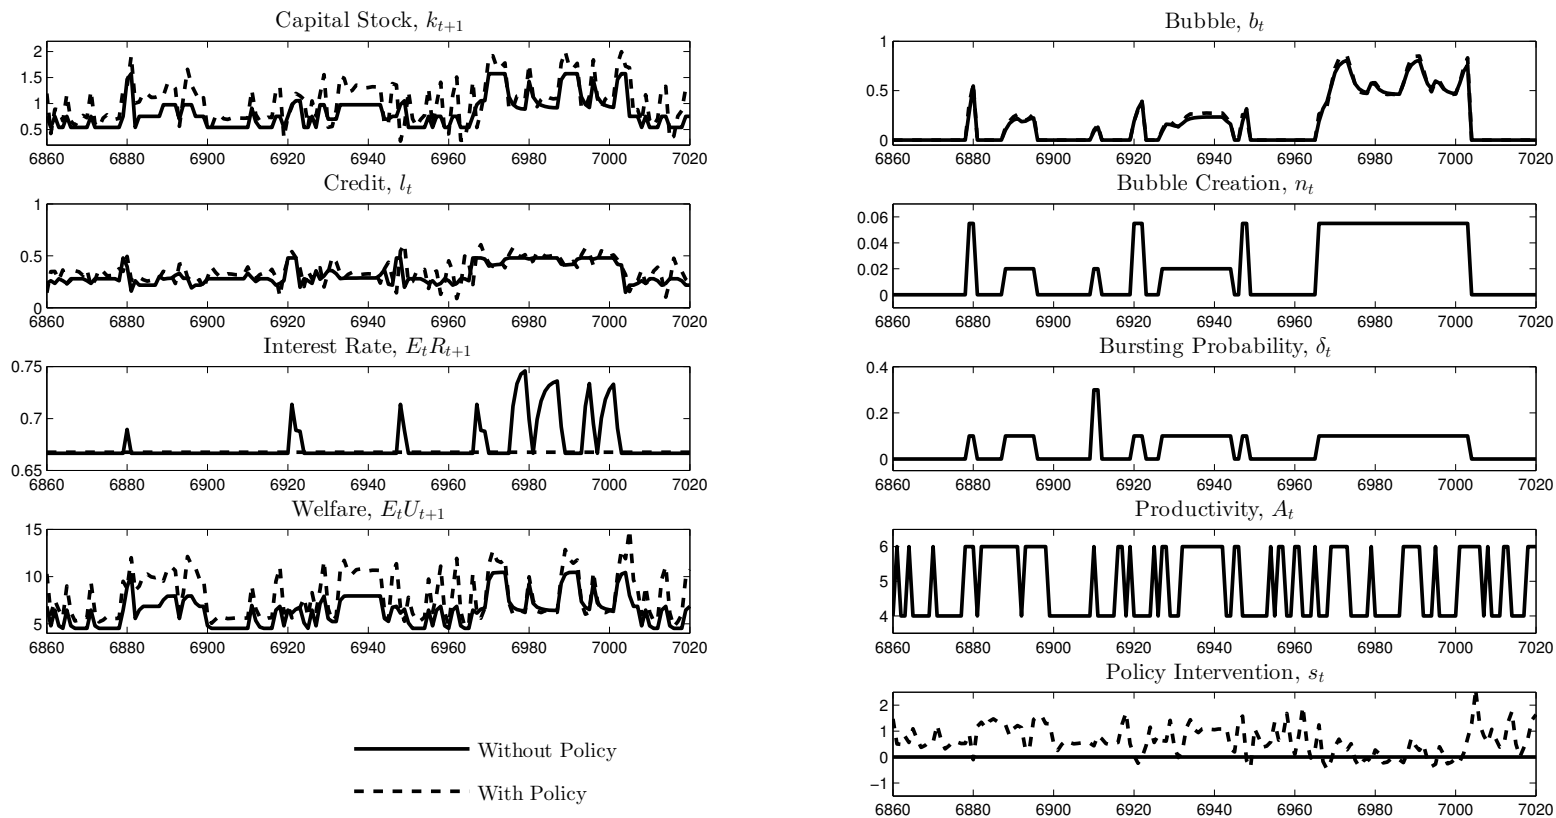 Capital Stock, k_{t+1}
2
1.5
1
0.5
6860 6880 6900 6920 6940 6960 6980 7000 7020
Credit, l_t
1
0.5
0
6860 6880 6900 6920 6940 6960 6980 7000 7020
Interest Rate, E_tR_{t+1}
0.75
0.7
0.65
6860 6880 6900 6920 6940 6960 6980 7000 7020
Welfare, E_tU_{t+1}
15
10
5
6860 6880 6900 6920 6940 6960 6980 7000 7020
Without Policy
With Policy
Bubble, b_t
1
0.5
0
6860 6880 6900 6920 6940 6960 6980 7000 7020
Bubble Creation, n_t
0.06
0.04
0.02
0
6860 6880 6900 6920 6940 6960 6980 7000 7020
Bursting Probability, δ_t
0.4
0.2
0
6860 6880 6900 6920 6940 6960 6980 7000 7020
Productivity, A_t
6
5
4
6860 6880 6900 6920 6940 6960 6980 7000 7020
Policy Intervention, s_t
2
1
0
−1
6860 6880 6900 6920 6940 6960 6980 7000 7020